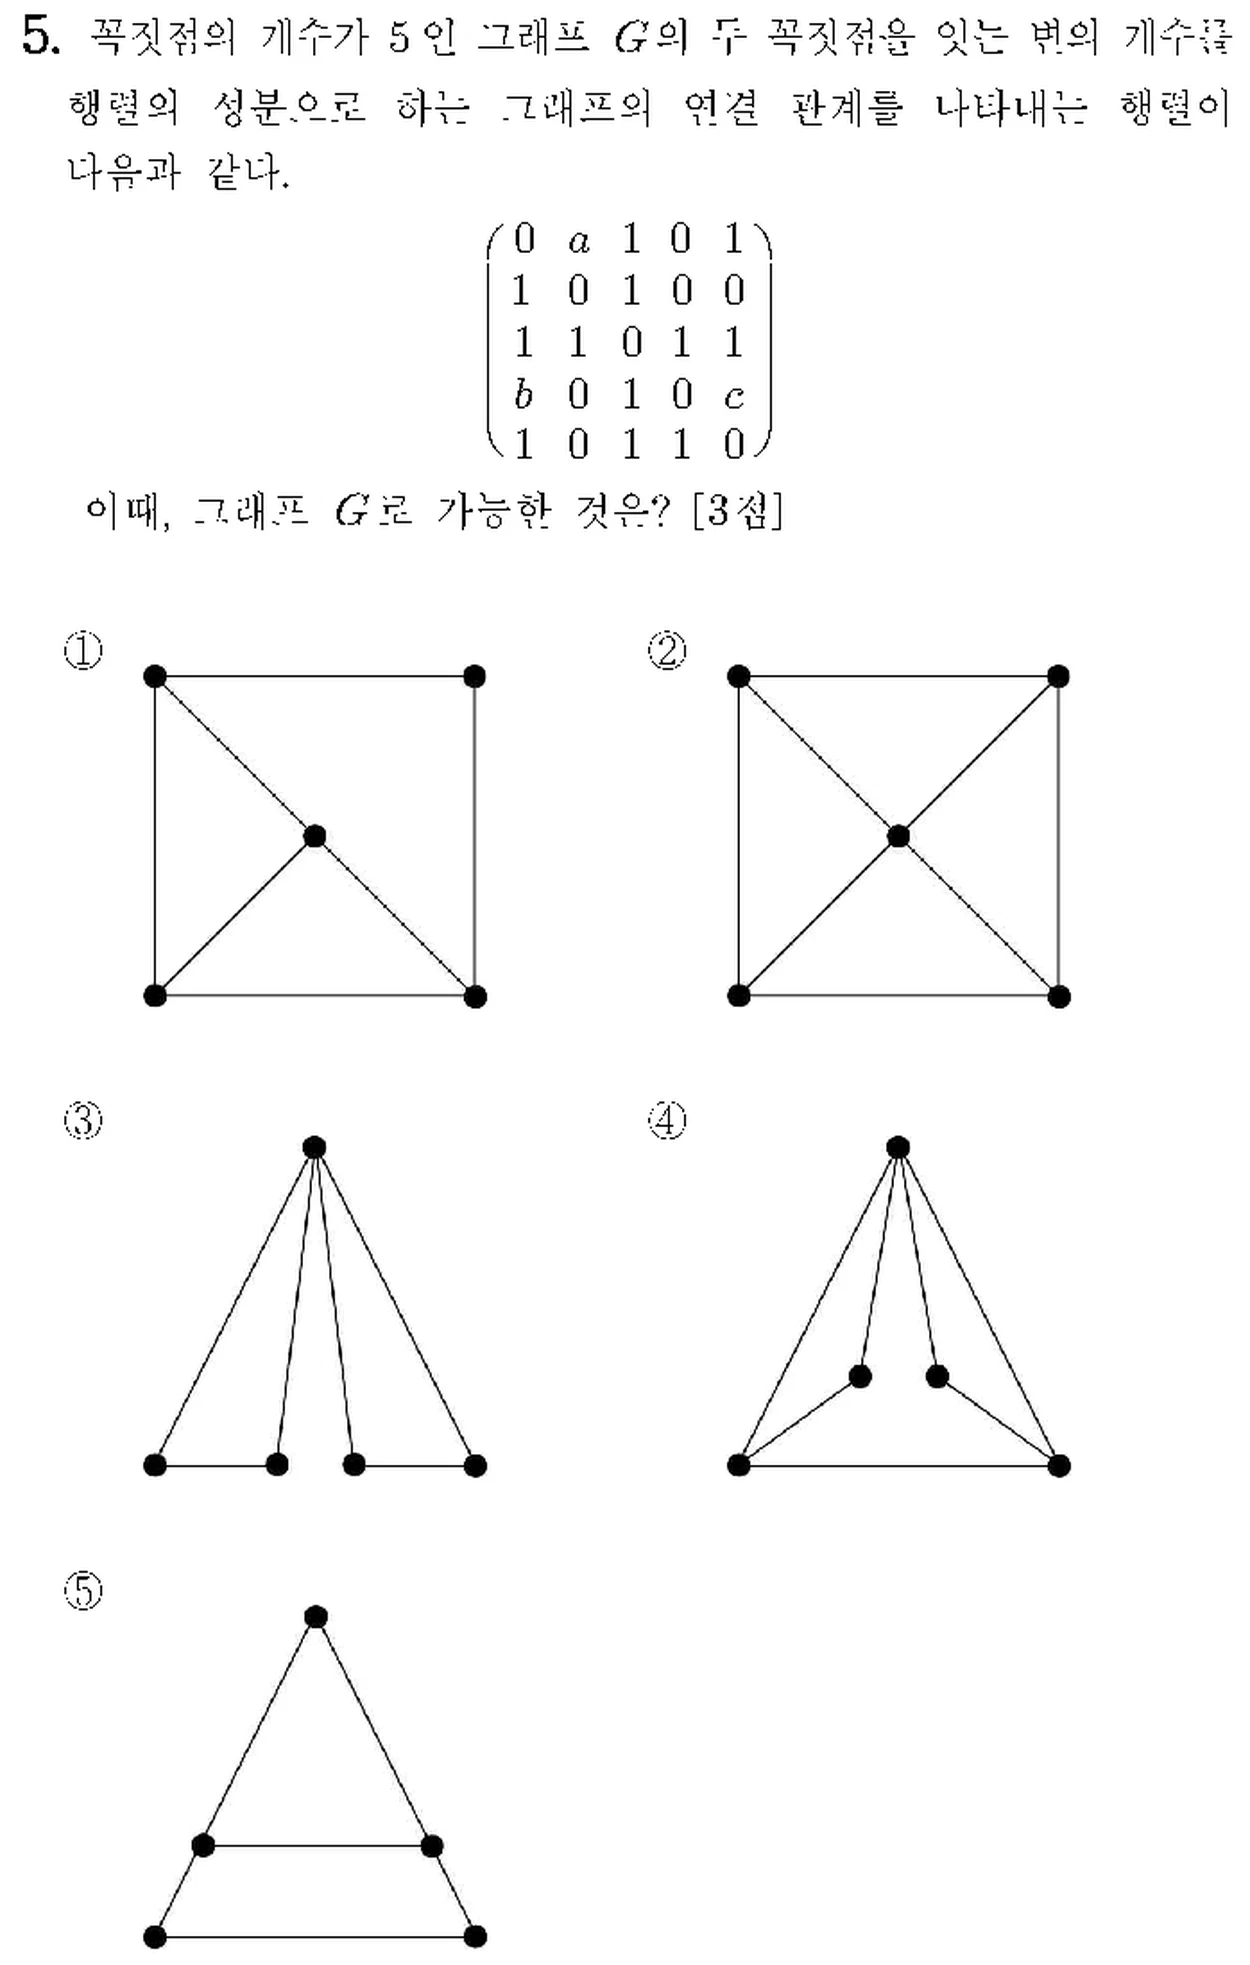 5. 꼭짓점의 개수가 5인 그래프 G의 두 꼭짓점을 잇는 변의 개수를
행렬의 성분으로 하는 그래프의 연결 관계를 나타내는 행렬이
다음과 같다.
0 a 1 0 1
1 0 1 0 0
1 1 0 1 1
b 0 1 0 c
1 0 1 1 0
이때, 그래프 G로 가능한 것은? [3점]
① ②
③ ④
⑤